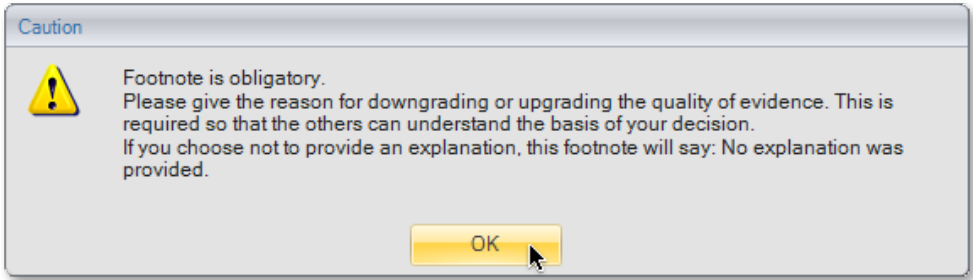 Caution
Footnote is obligatory.
Please give the reason for downgrading or upgrading the quality of evidence. This is
required so that the others can understand the basis of your decision.
If you choose not to provide an explanation, this footnote will say: No explanation was
provided.
OK